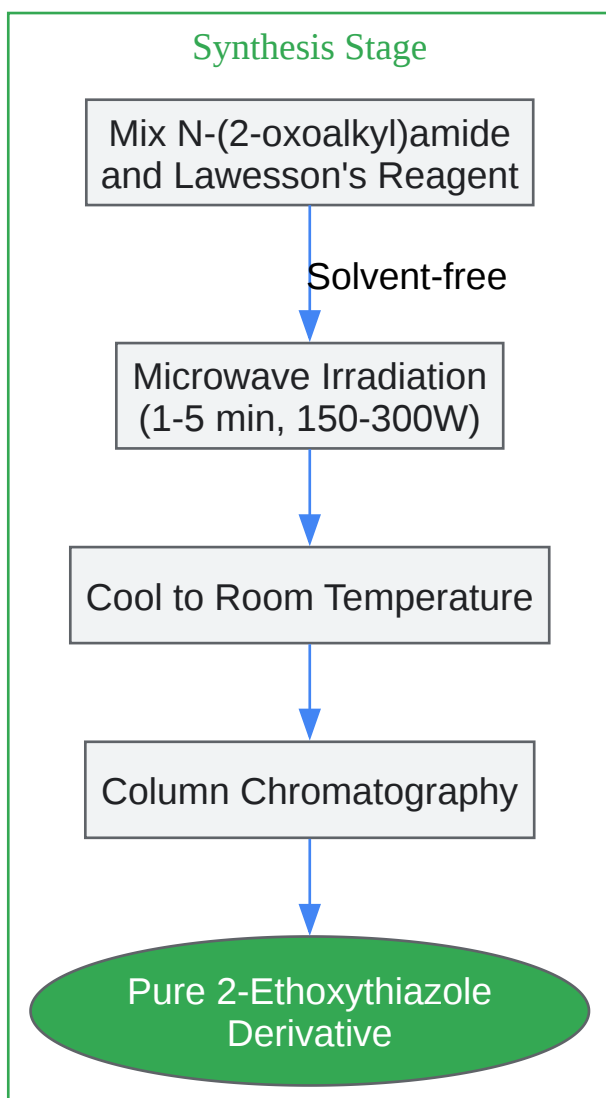 Synthesis Stage
Mix N-(2-oxoalkyl)amide
and Lawesson's Reagent
Solvent-free
Microwave Irradiation
(1-5 min, 150-300W)
Cool to Room Temperature
Column Chromatography
Pure 2-Ethoxythiazole
Derivative